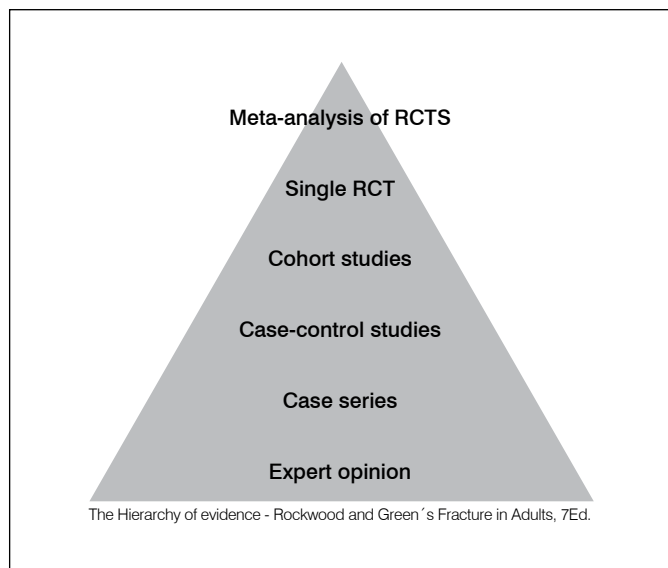 Meta-analysis of RCTS
Single RCT
Cohort studies
Case-control studies
Case series
Expert opinion
The Hierarchy of evidence - Rockwood and Green´s Fracture in Adults, 7Ed.